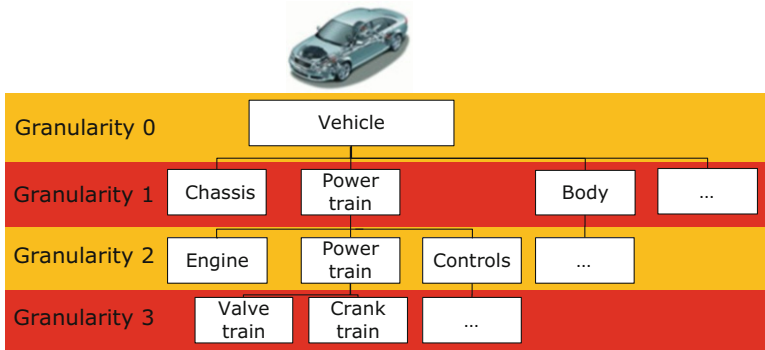 Granularity 0
Vehicle
Granularity 1
Chassis
Power
train
Body
...
Granularity 2
Engine
Power
train
Controls
...
Granularity 3
Valve
train
Crank
train
...